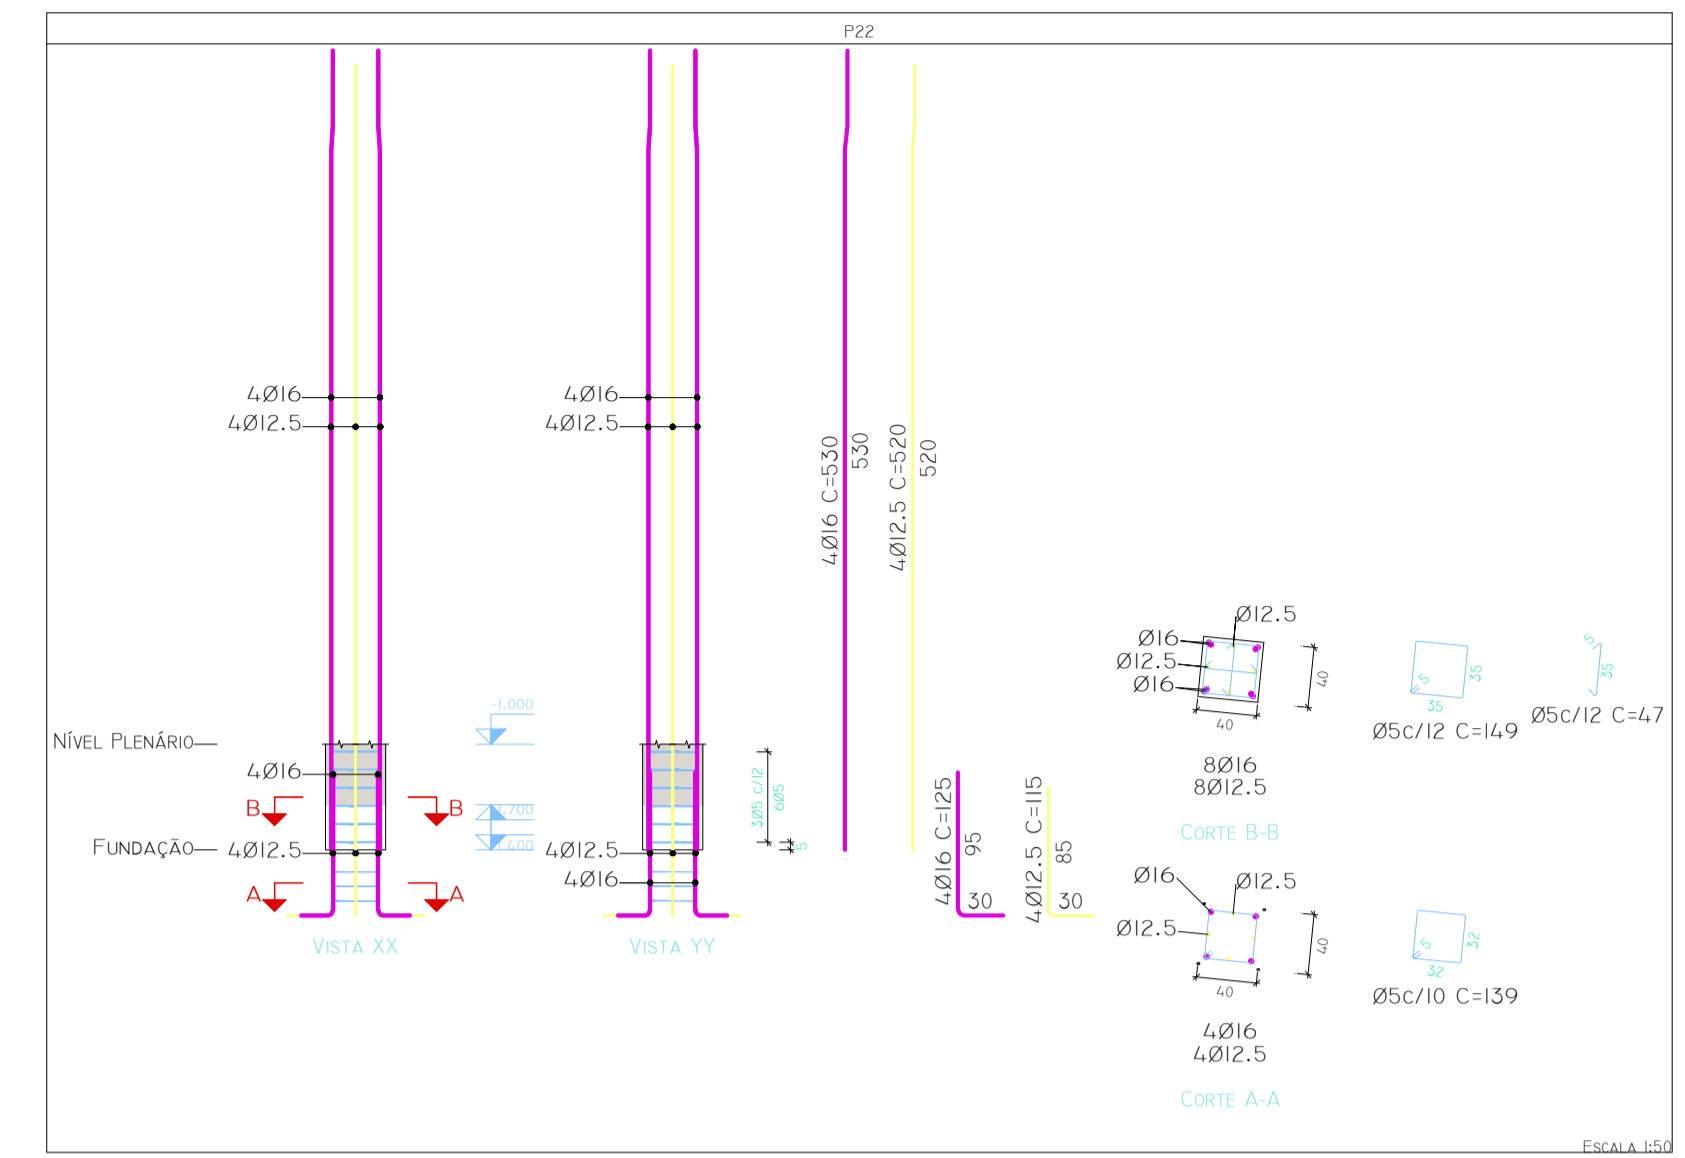 P22
4Ø16
4Ø12.5
4Ø16
4Ø12.5
4Ø16 C=530
530
4Ø12.5 C=520
520
NÍVEL PLENÁRIO
4Ø16
B
B
FUNDAÇÃO
4Ø12.5
A
A
VISTA XX
-1.000
.700
.400
4Ø12.5
4Ø16
VISTA YY
3Ø5 c/12
6Ø5
5
4Ø16 C=125
95
30
4Ø12.5 C=115
85
30
Ø12.5
Ø16
Ø12.5
Ø16
40
40
8Ø16
8Ø12.5
CORTE B-B
5
35
35
Ø5c/12 C=149
5
35
Ø5c/12 C=47
Ø16
Ø12.5
Ø12.5
40
40
4Ø16
4Ø12.5
CORTE A-A
5
32
32
Ø5c/10 C=139
ESCALA 1:50